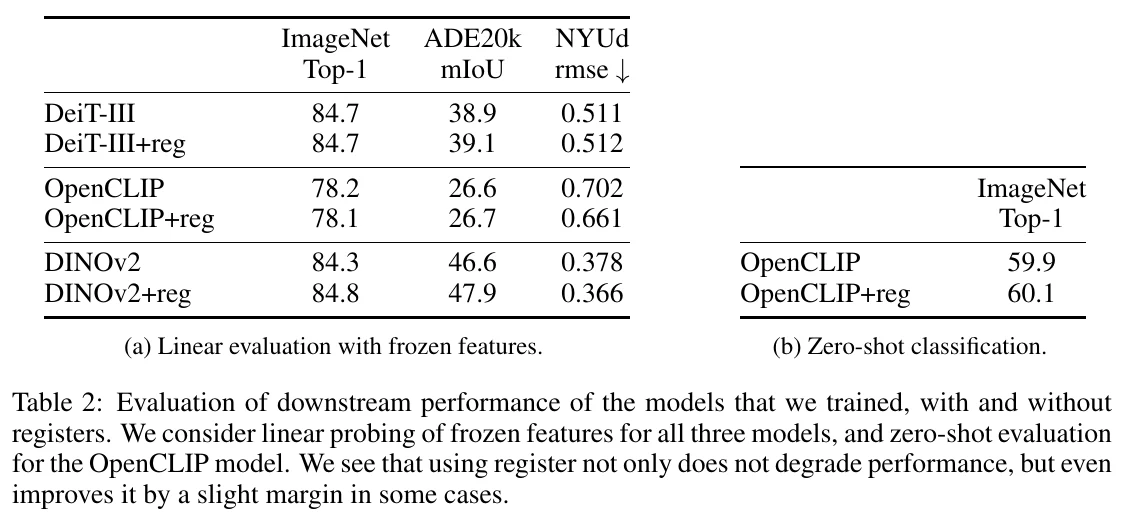 ImageNet ADE20k NYUd
Top-1 mIoU rmse ↓
DeiT-III 84.7 38.9 0.511
DeiT-III+reg 84.7 39.1 0.512
OpenCLIP 78.2 26.6 0.702
OpenCLIP+reg 78.1 26.7 0.661
DINOv2 84.3 46.6 0.378
DINOv2+reg 84.8 47.9 0.366
(a) Linear evaluation with frozen features.
ImageNet
Top-1
OpenCLIP 59.9
OpenCLIP+reg 60.1
(b) Zero-shot classification.
Table 2: Evaluation of downstream performance of the models that we trained, with and without
registers. We consider linear probing of frozen features for all three models, and zero-shot evaluation
for the OpenCLIP model. We see that using register not only does not degrade performance, but even
improves it by a slight margin in some cases.